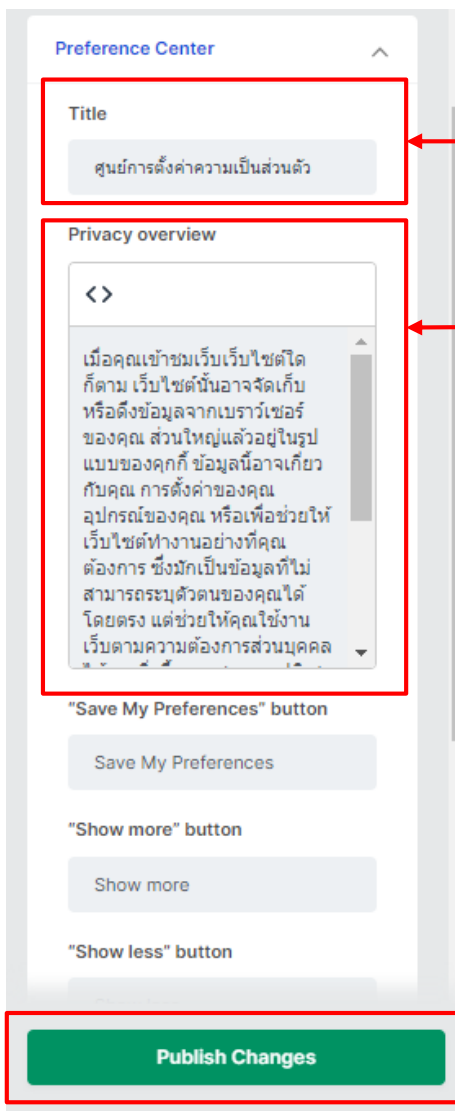 Preference Center
Title
ศูนย์การตั้งค่าความเป็นส่วนตัว
Privacy overview
<>
เมื่อคุณเข้าชมเว็บเว็บไซต์ใด
ก็ตาม เว็บไซต์นั้นอาจจัดเก็บ
หรือดึงข้อมูลจากเบราว์เซอร์
ของคุณ ส่วนใหญ่แล้วอยู่ในรูป
แบบของคุกกี้ ข้อมูลนี้อาจเกี่ยว
กับคุณ การตั้งค่าของคุณ
อุปกรณ์ของคุณ หรือเพื่อช่วยให้
เว็บไซต์ทำงานอย่างที่คุณ
ต้องการ ซึ่งมักเป็นข้อมูลที่ไม่
สามารถระบุตัวตนของคุณได้
โดยตรง แต่ช่วยให้คุณใช้งาน
เว็บตามความต้องการส่วนบุคคล
"Save My Preferences" button
Save My Preferences
"Show more" button
Show more
"Show less" button
Publish Changes